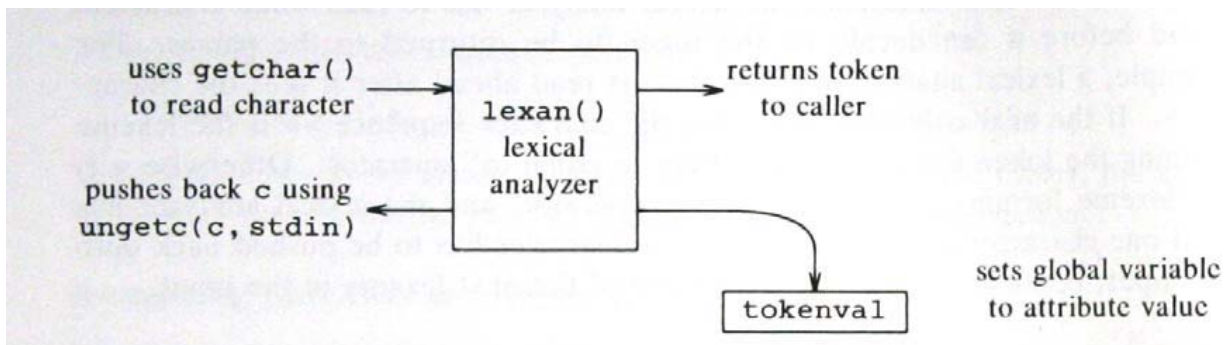 uses getchar()
to read character
returns token
to caller
lexan()
lexical
analyzer
pushes back c using
ungetc(c,stdin)
sets global variable
to attribute value
tokenval